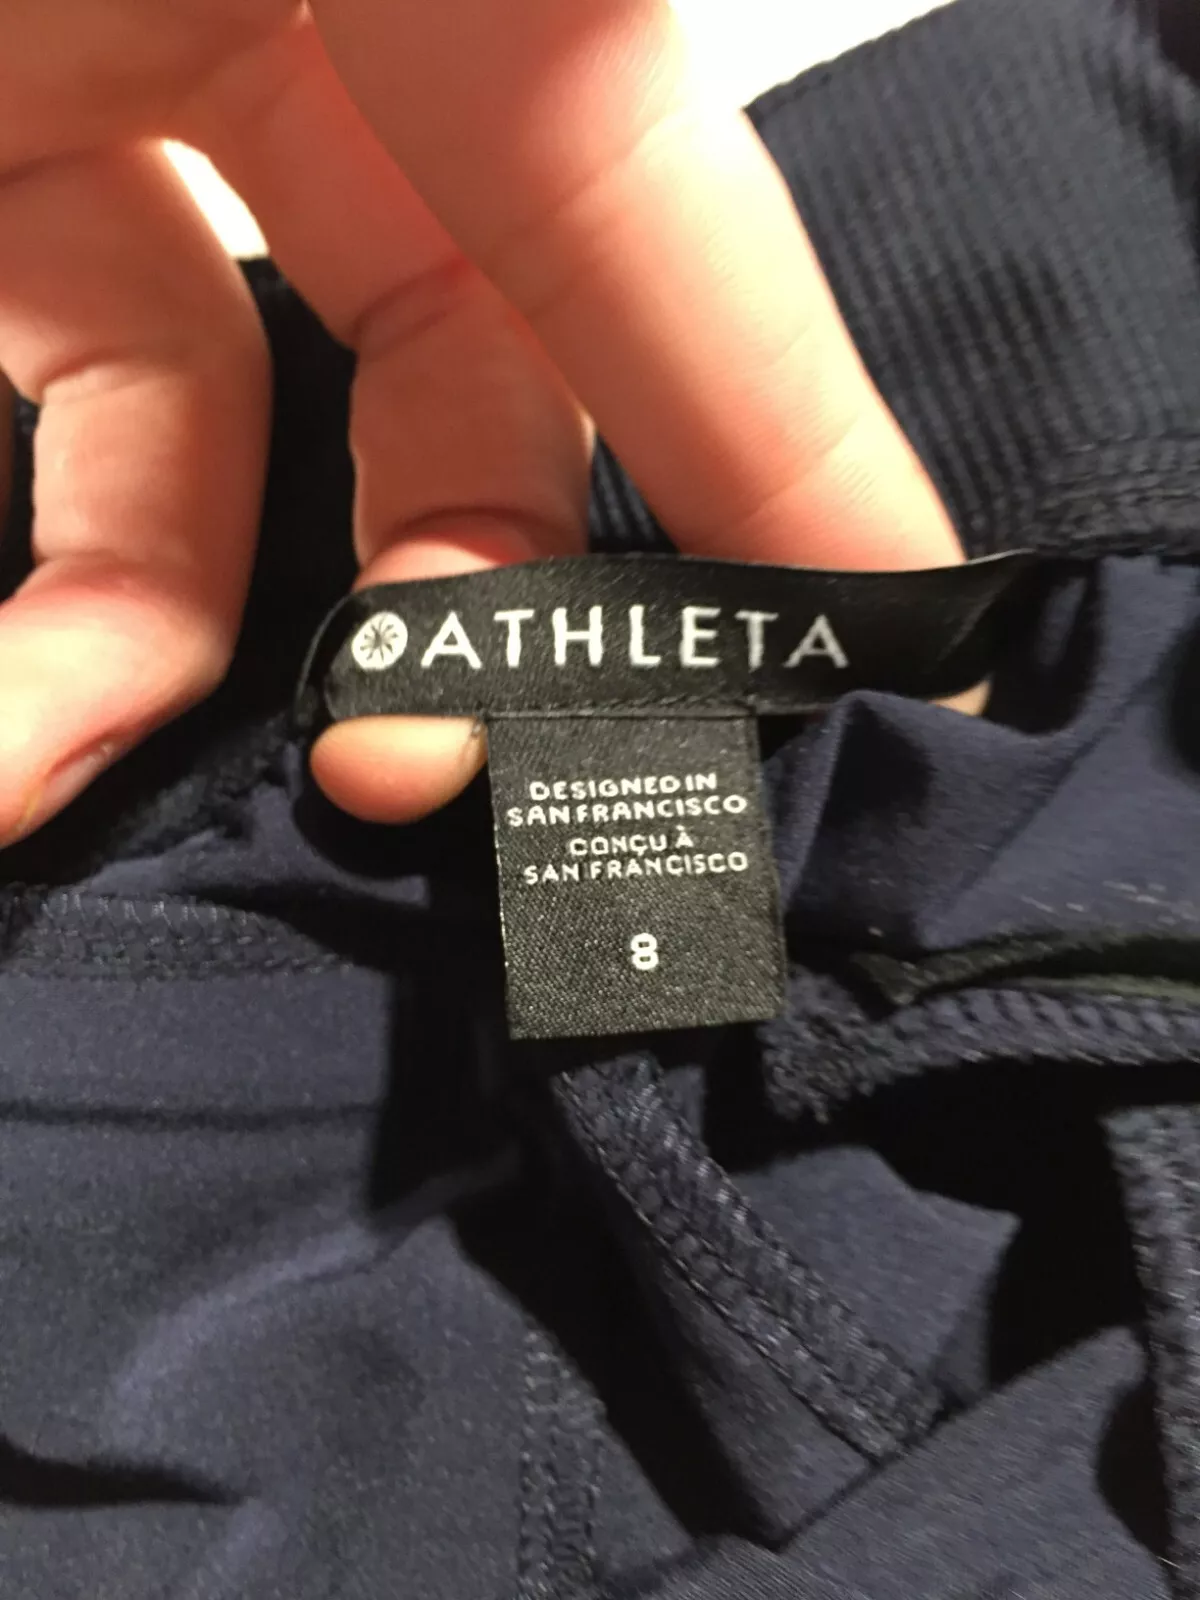 ATHLETA
DESIGNED IN
SAN FRANCISCO
CONÇU À
SAN FRANCISCO
8